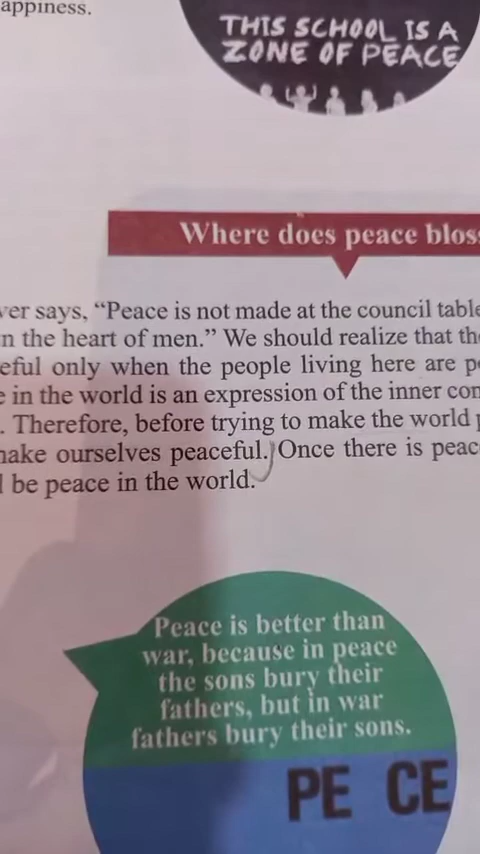 appiness.
THIS SCHOOL IS A
ZONE OF PEACE
Where does peace blos
ver says, “Peace is not made at the council table
n the heart of men.” We should realize that th
eful only when the people living here are p
e in the world is an expression of the inner con
. Therefore, before trying to make the world p
make ourselves peaceful. Once there is peac
l be peace in the world.
Peace is better than
war, because in peace
the sons bury their
fathers, but in war
fathers bury their sons.
PE CE